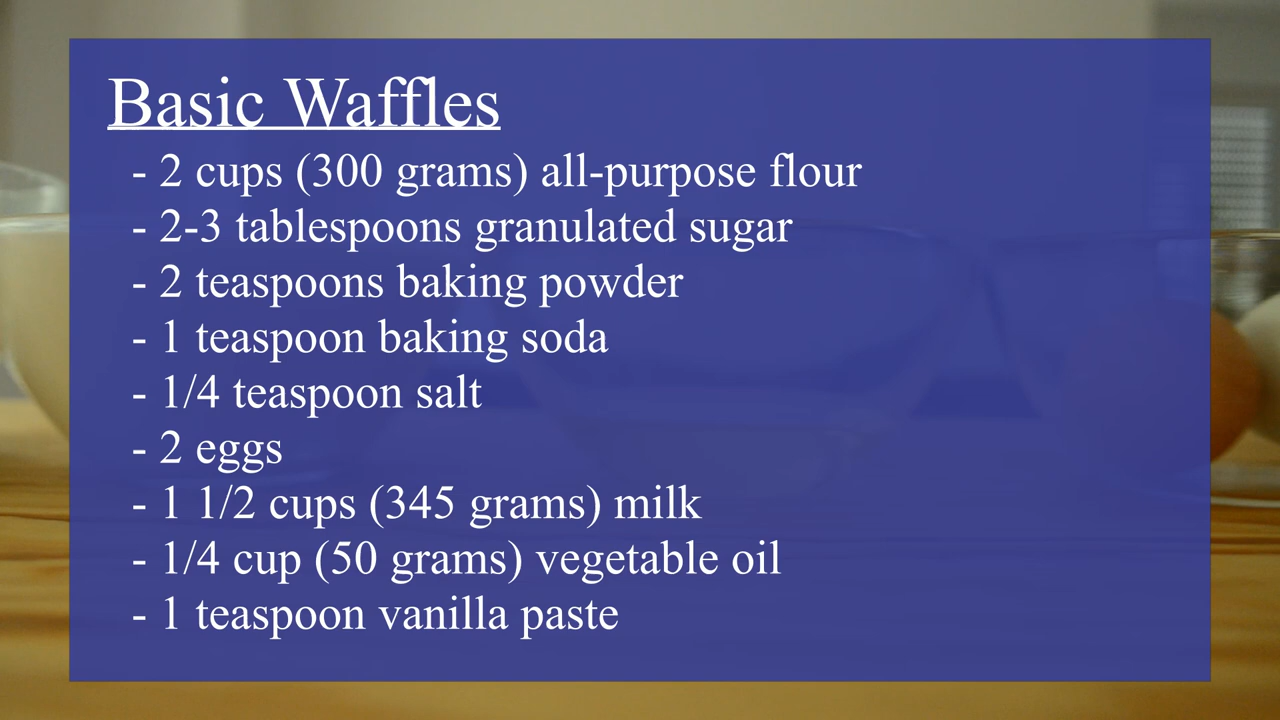 Basic Waffles
- 2 cups (300 grams) all-purpose flour
- 2-3 tablespoons granulated sugar
- 2 teaspoons baking powder
- 1 teaspoon baking soda
- 1/4 teaspoon salt
- 2 eggs
- 1 1/2 cups (345 grams) milk
- 1/4 cup (50 grams) vegetable oil
- 1 teaspoon vanilla paste